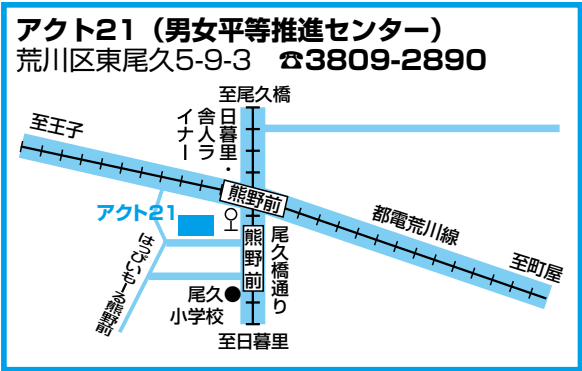 アクト21（男女平等推進センター）
荒川区東尾久5-9-3　☎3809-2890
至尾久橋
日暮里・
舎人ラ
イナー
至王子
熊野前
アクト21
熊野前
尾久橋通り
都電荒川線
至町屋
はっぴいもーる熊野前
尾久
小学校
至日暮里